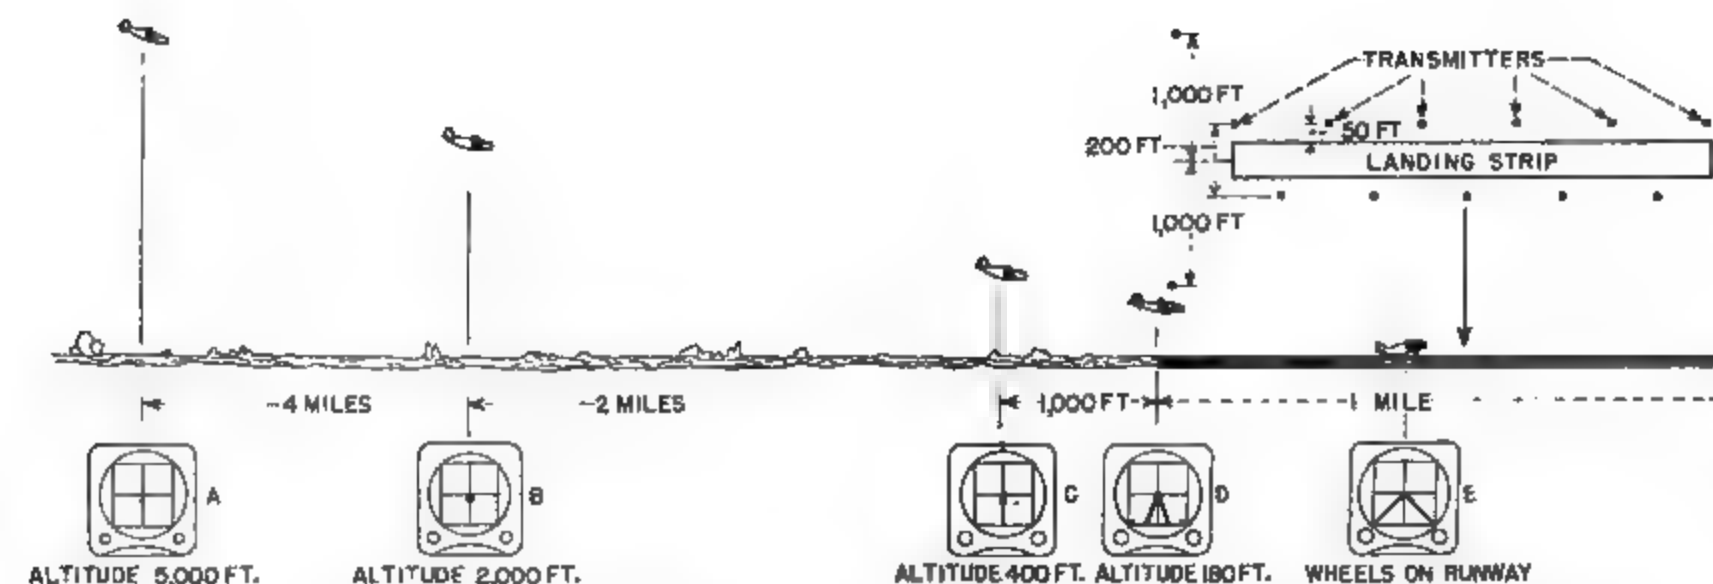 TRANSMITTERS
1,000 FT
50 FT
200 FT
LANDING STRIP
1,000 FT
4 MILES
2 MILES
1,000 FT
1 MILE
A
B
C
D
E
ALTITUDE 5,000 FT.
ALTITUDE 2,000 FT.
ALTITUDE 400 FT.
ALTITUDE 180 FT.
WHEELS ON RUNWAY